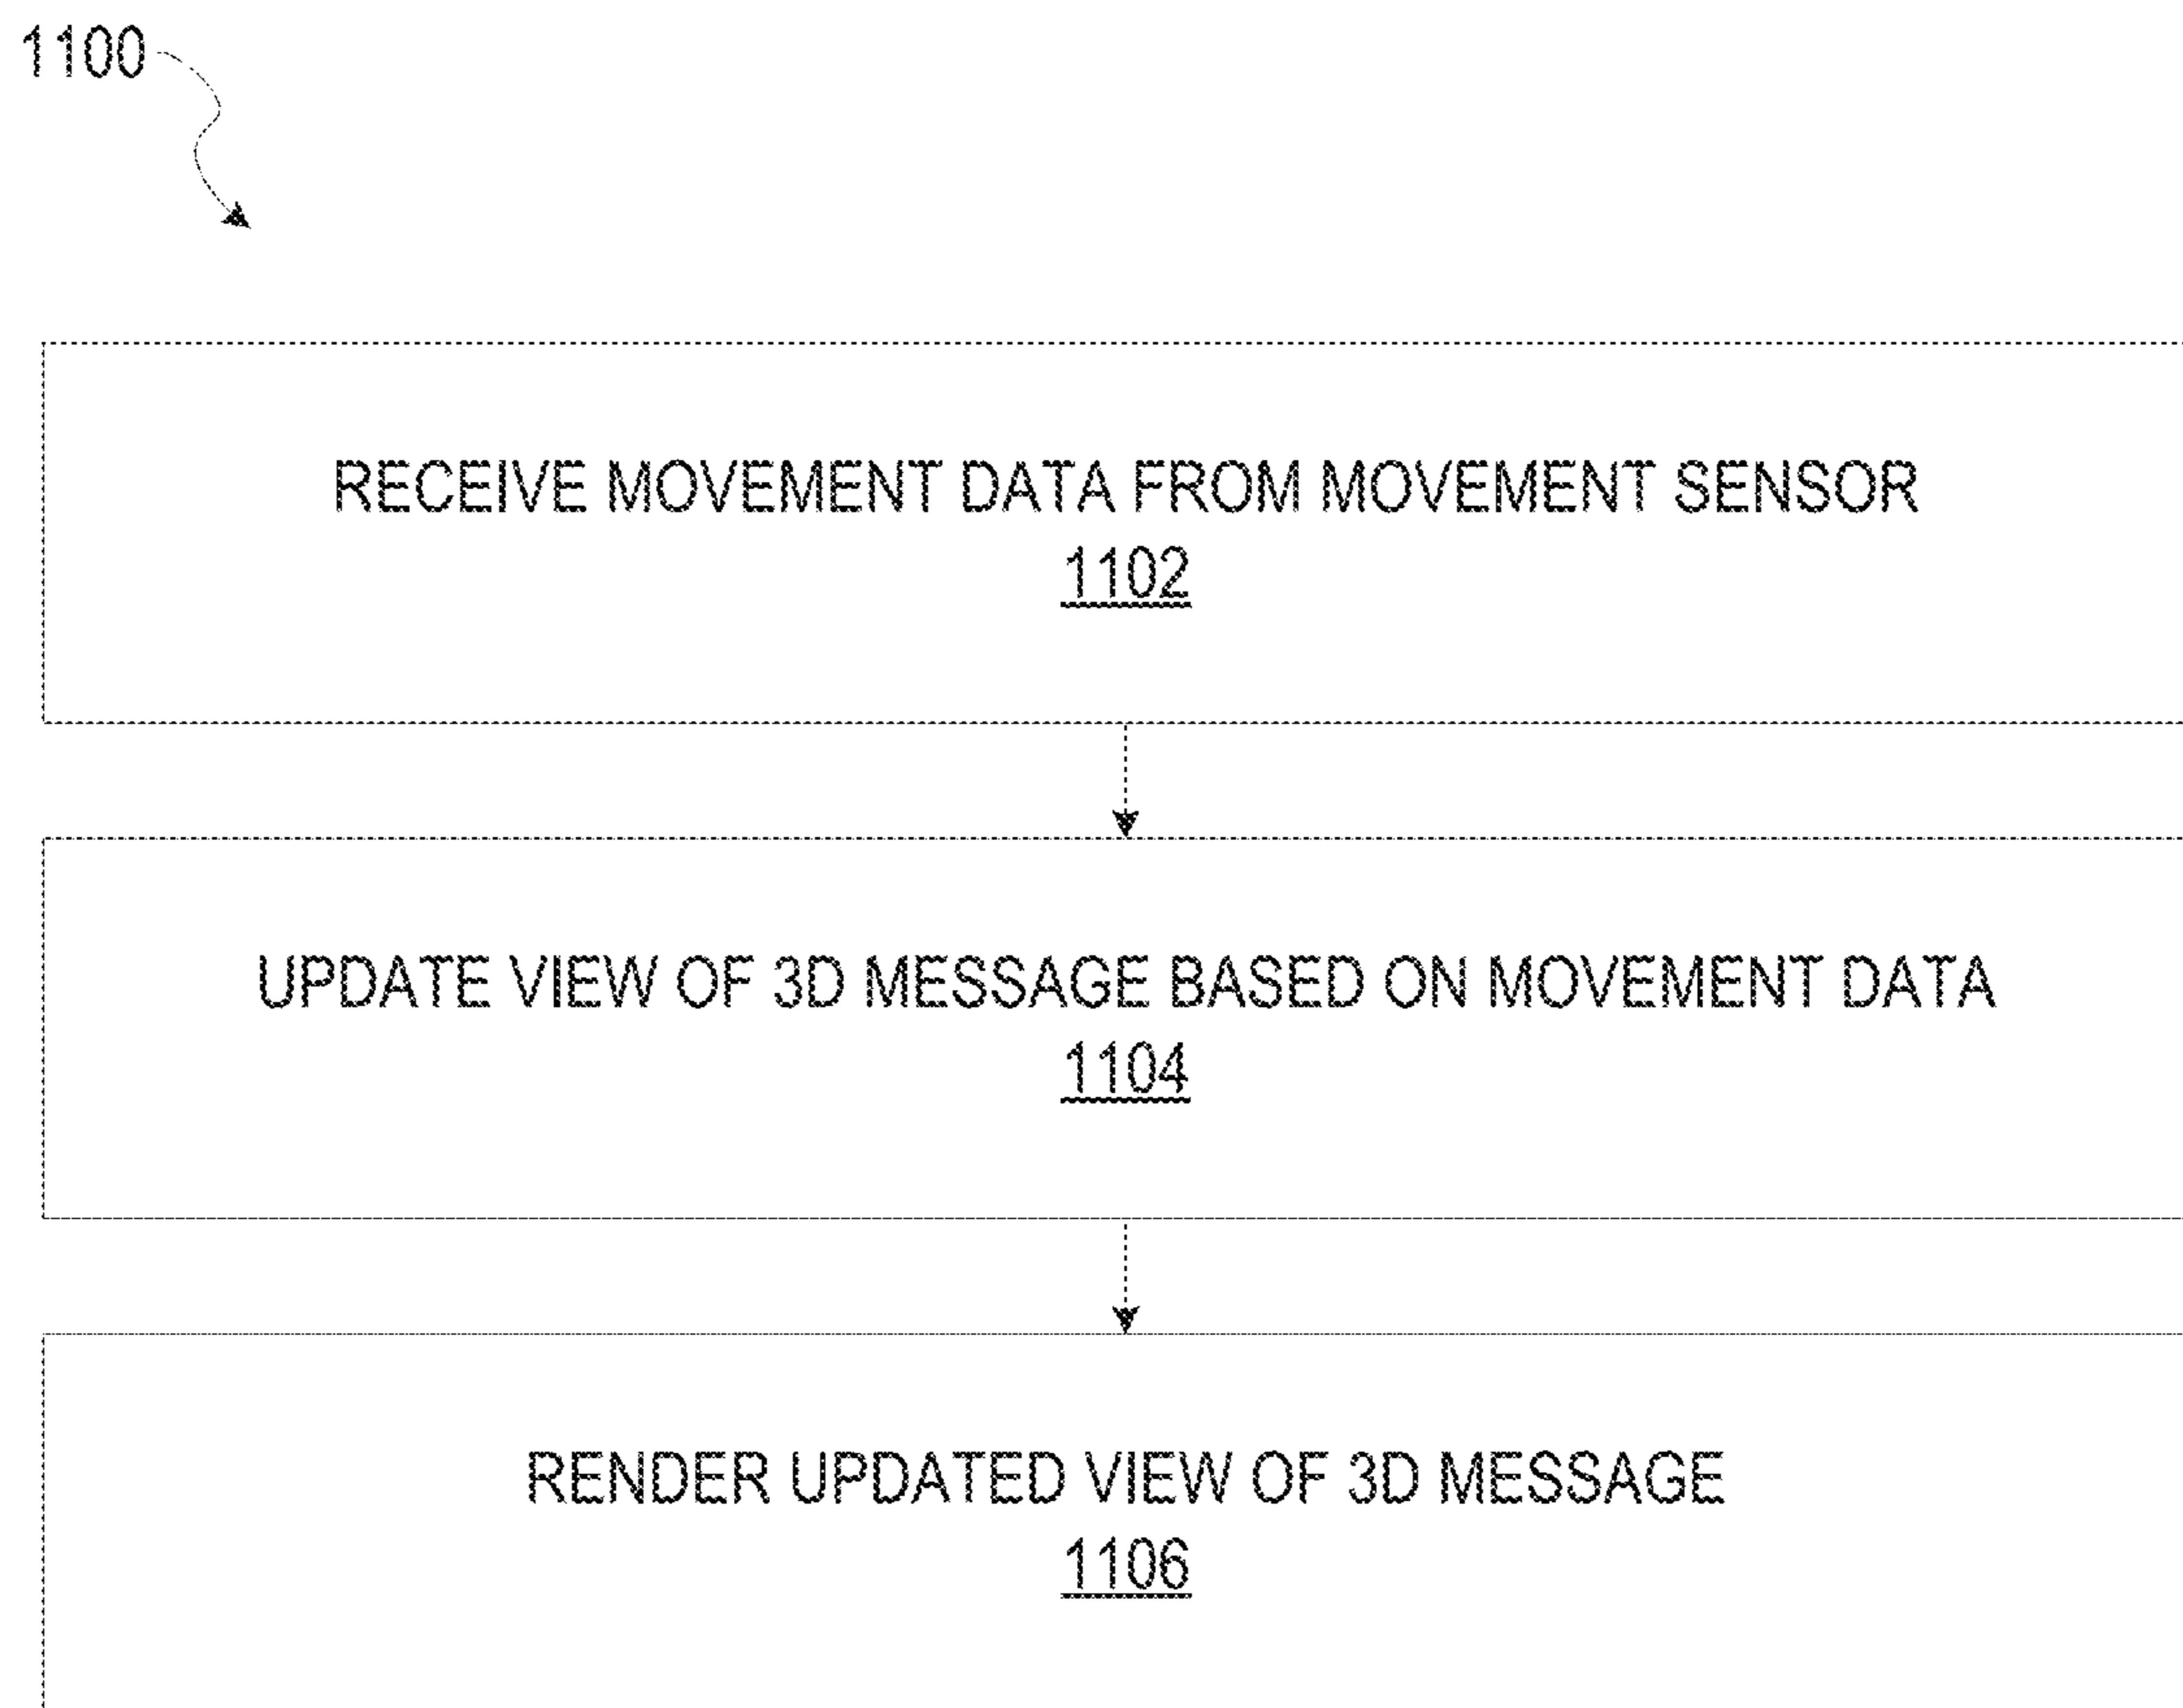 1100
RECEIVE MOVEMENT DATA FROM MOVEMENT SENSOR
1102
UPDATE VIEW OF 3D MESSAGE BASED ON MOVEMENT DATA
1104
RENDER UPDATED VIEW OF 3D MESSAGE
1106